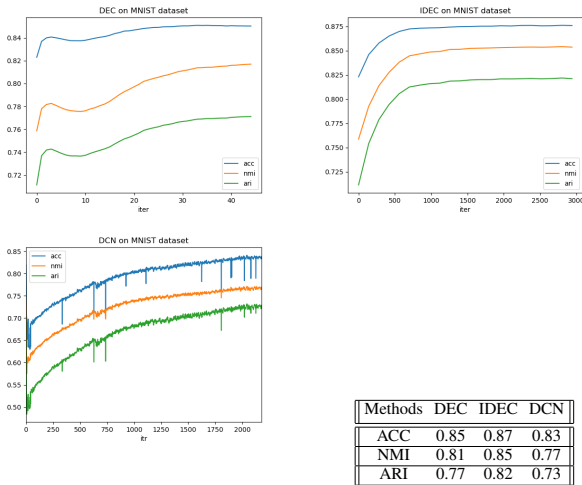 DEC on MNIST dataset
0.84
0.82
0.80
0.78
0.76
0.74
0.72
acc
nmi
ari
0 10 20 30 40
iter
IDEC on MNIST dataset
0.875
0.850
0.825
0.800
0.775
0.750
0.725
acc
nmi
ari
0 500 1000 1500 2000 2500 3000
iter
DCN on MNIST dataset
0.85
0.80
0.75
0.70
0.65
0.60
0.55
0.50
acc
nmi
ari
0 250 500 750 1000 1250 1500 1750 2000
itr
Methods DEC IDEC DCN
ACC 0.85 0.87 0.83
NMI 0.81 0.85 0.77
ARI 0.77 0.82 0.73